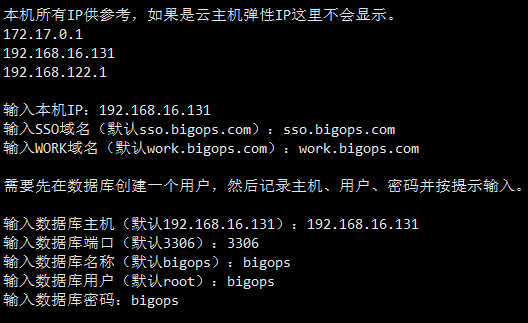 本机所有IP供参考，如果是云主机弹性IP这里不会显示。
172.17.0.1
192.168.16.131
192.168.122.1
输入本机IP：192.168.16.131
输入SSO域名（默认sso.bigops.com）：sso.bigops.com
输入WORK域名（默认work.bigops.com）：work.bigops.com
需要先在数据库创建一个用户，然后记录主机、用户、密码并按提示输入。
输入数据库主机（默认192.168.16.131）：192.168.16.131
输入数据库端口（默认3306）：3306
输入数据库名称（默认bigops）：bigops
输入数据库用户（默认root）：bigops
输入数据库密码：bigops